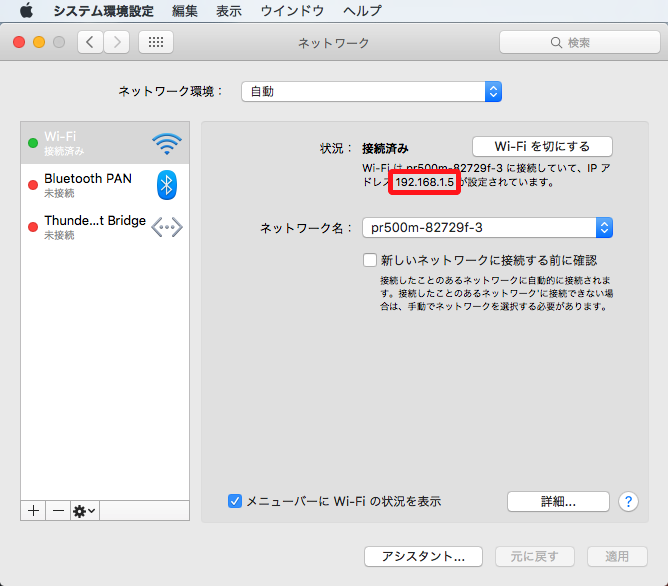 システム環境設定 編集 表示 ウインドウ ヘルプ
ネットワーク
検索
ネットワーク環境： 自動
Wi-Fi
接続済み
Bluetooth PAN
未接続
Thunde...t Bridge
未接続
状況： 接続済み Wi-Fi を切にする
Wi-Fi は pr500m-82729f-3 に接続していて、IP ア
ドレス 192.168.1.5 が設定されています。
ネットワーク名： pr500m-82729f-3
新しいネットワークに接続する前に確認
接続したことのあるネットワークに自動的に接続されま
す。接続したことのあるネットワークに接続できない場
合は、手動でネットワークを選択する必要があります。
メニューバーに Wi-Fi の状況を表示 詳細... ?
アシスタント... 元に戻す 適用